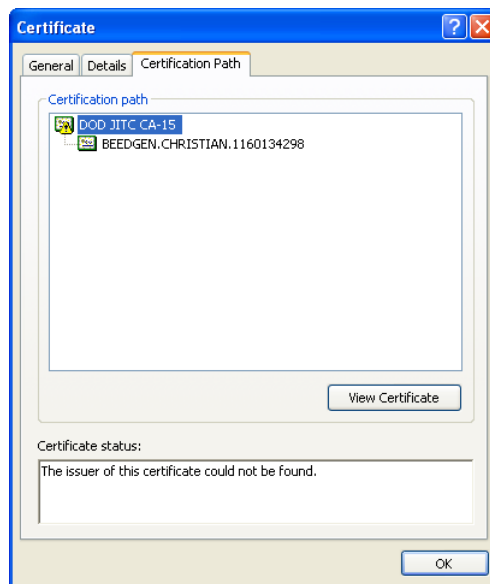 Certificate
General Details Certification Path
Certification path
DOD JITC CA-15
BEEDGEN.CHRISTIAN.1160134298
View Certificate
Certificate status:
The issuer of this certificate could not be found.
OK